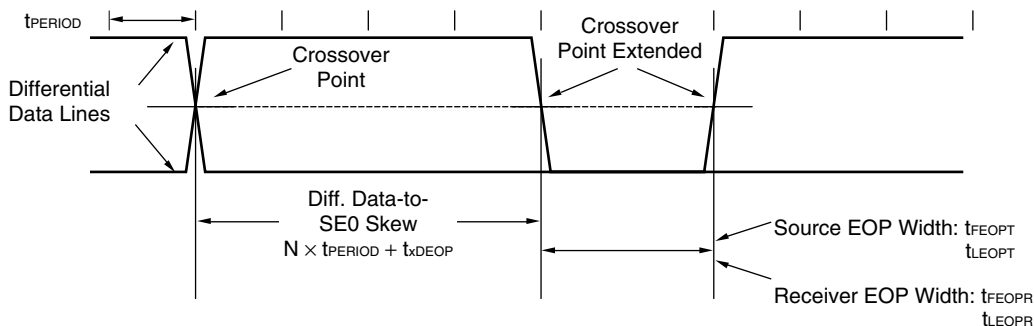 tPERIOD
Differential
Data Lines
Crossover
Point
Crossover
Point Extended
Diff. Data-to-
SE0 Skew
N × tPERIOD + txDEOP
Source EOP Width: tFEOPT
tLEOPT
Receiver EOP Width: tFEOPR
tLEOPR